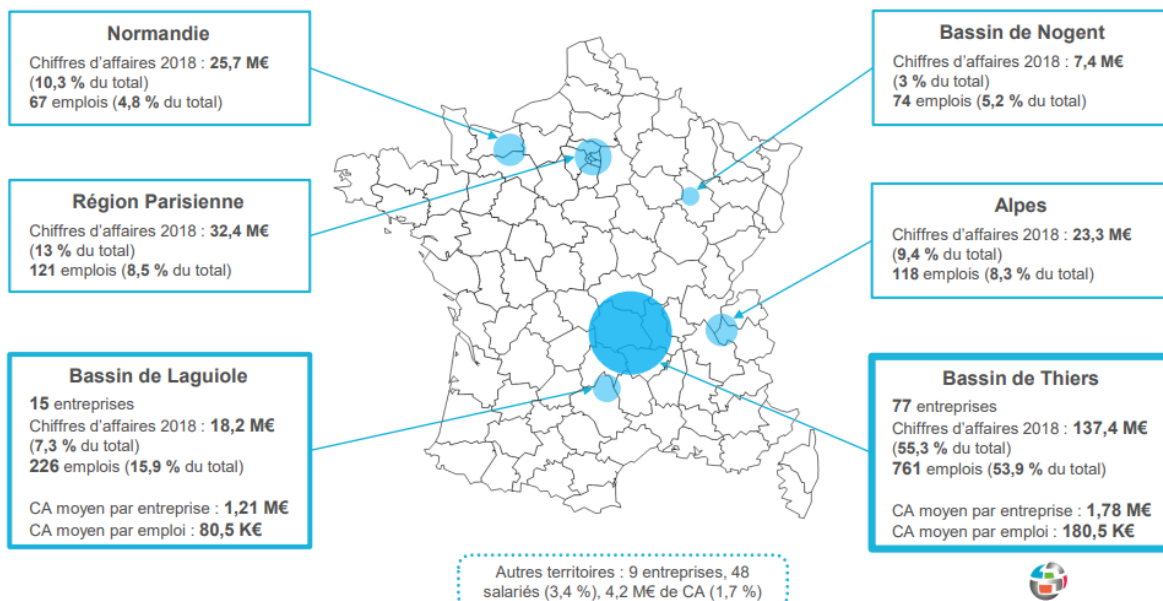 Normandie
Chiffres d'affaires 2018 : 25,7 M€
(10,3 % du total)
67 emplois (4,8 % du total)
Bassin de Nogent
Chiffres d'affaires 2018 : 7,4 M€
(3 % du total)
74 emplois (5,2 % du total)
Région Parisienne
Chiffres d'affaires 2018 : 32,4 M€
(13 % du total)
121 emplois (8,5 % du total)
Alpes
Chiffres d'affaires 2018 : 23,3 M€
(9,4 % du total)
118 emplois (8,3 % du total)
Bassin de Laguiole
15 entreprises
Chiffres d'affaires 2018 : 18,2 M€
(7,3 % du total)
226 emplois (15,9 % du total)
CA moyen par entreprise : 1,21 M€
CA moyen par emploi : 80,5 K€
Bassin de Thiers
77 entreprises
Chiffres d'affaires 2018 : 137,4 M€
(55,3 % du total)
761 emplois (53,9 % du total)
CA moyen par entreprise : 1,78 M€
CA moyen par emploi : 180,5 K€
Autres territoires : 9 entreprises, 48
salariés (3,4 %), 4,2 M€ de CA (1,7 %)